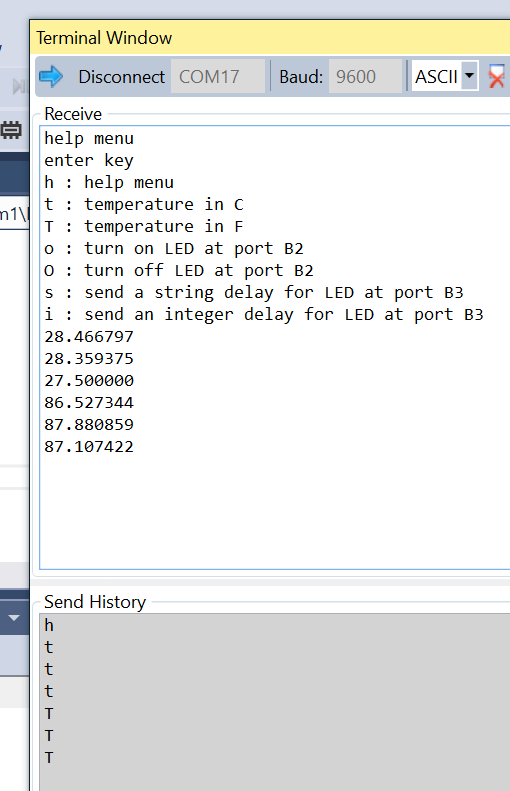 Terminal Window
Disconnect COM17 Baud: 9600 ASCII
Receive
help menu
enter key
h : help menu
t : temperature in C
T : temperature in F
o : turn on LED at port B2
O : turn off LED at port B2
s : send a string delay for LED at port B3
i : send an integer delay for LED at port B3
28.466797
28.359375
27.500000
86.527344
87.880859
87.107422
Send History
h
t
t
t
T
T
T